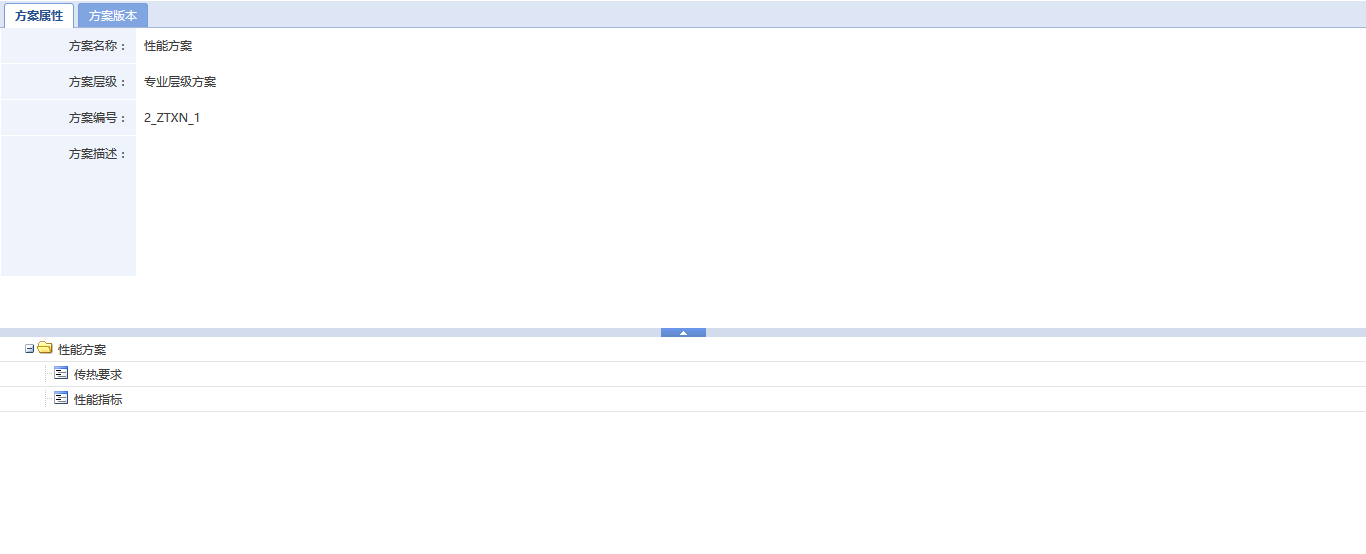 方案属性 方案版本
方案名称： 性能方案
方案层级： 专业层级方案
方案编号： 2_ZTXN_1
方案描述：
性能方案
传热要求
性能指标